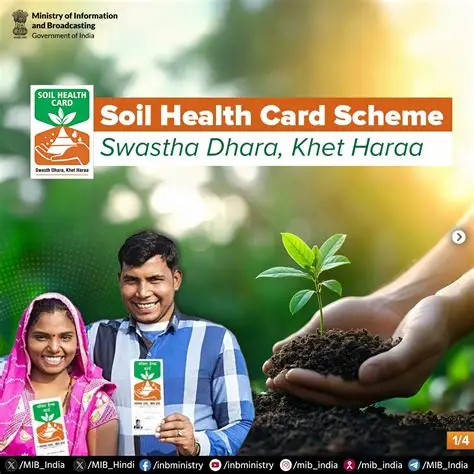 Ministry of Information
and Broadcasting
Government of India
SOIL HEALTH
CARD
Swasth Dhara, Khet Haraa
Soil Health Card Scheme
Swastha Dhara, Khet Haraa
1/4
/MIB_India
/MIB_Hindi
/inbministry
/inbministry
/mib_india
/mib_india
/MIB_India